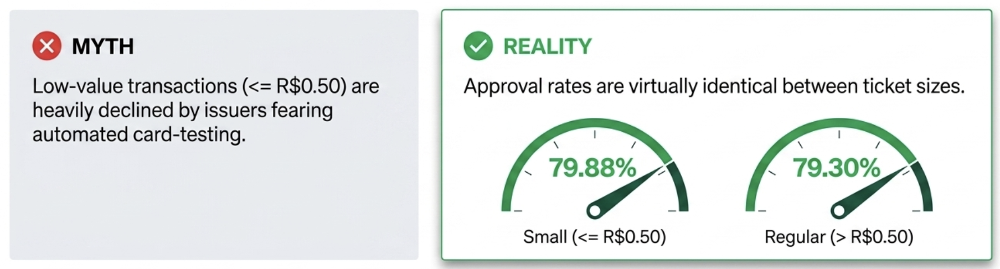 MYTH
Low-value transactions (<= R$0.50) are
heavily declined by issuers fearing
automated card-testing.
REALITY
Approval rates are virtually identical between ticket sizes.
79.88%
Small (<= R$0.50)
79.30%
Regular (> R$0.50)